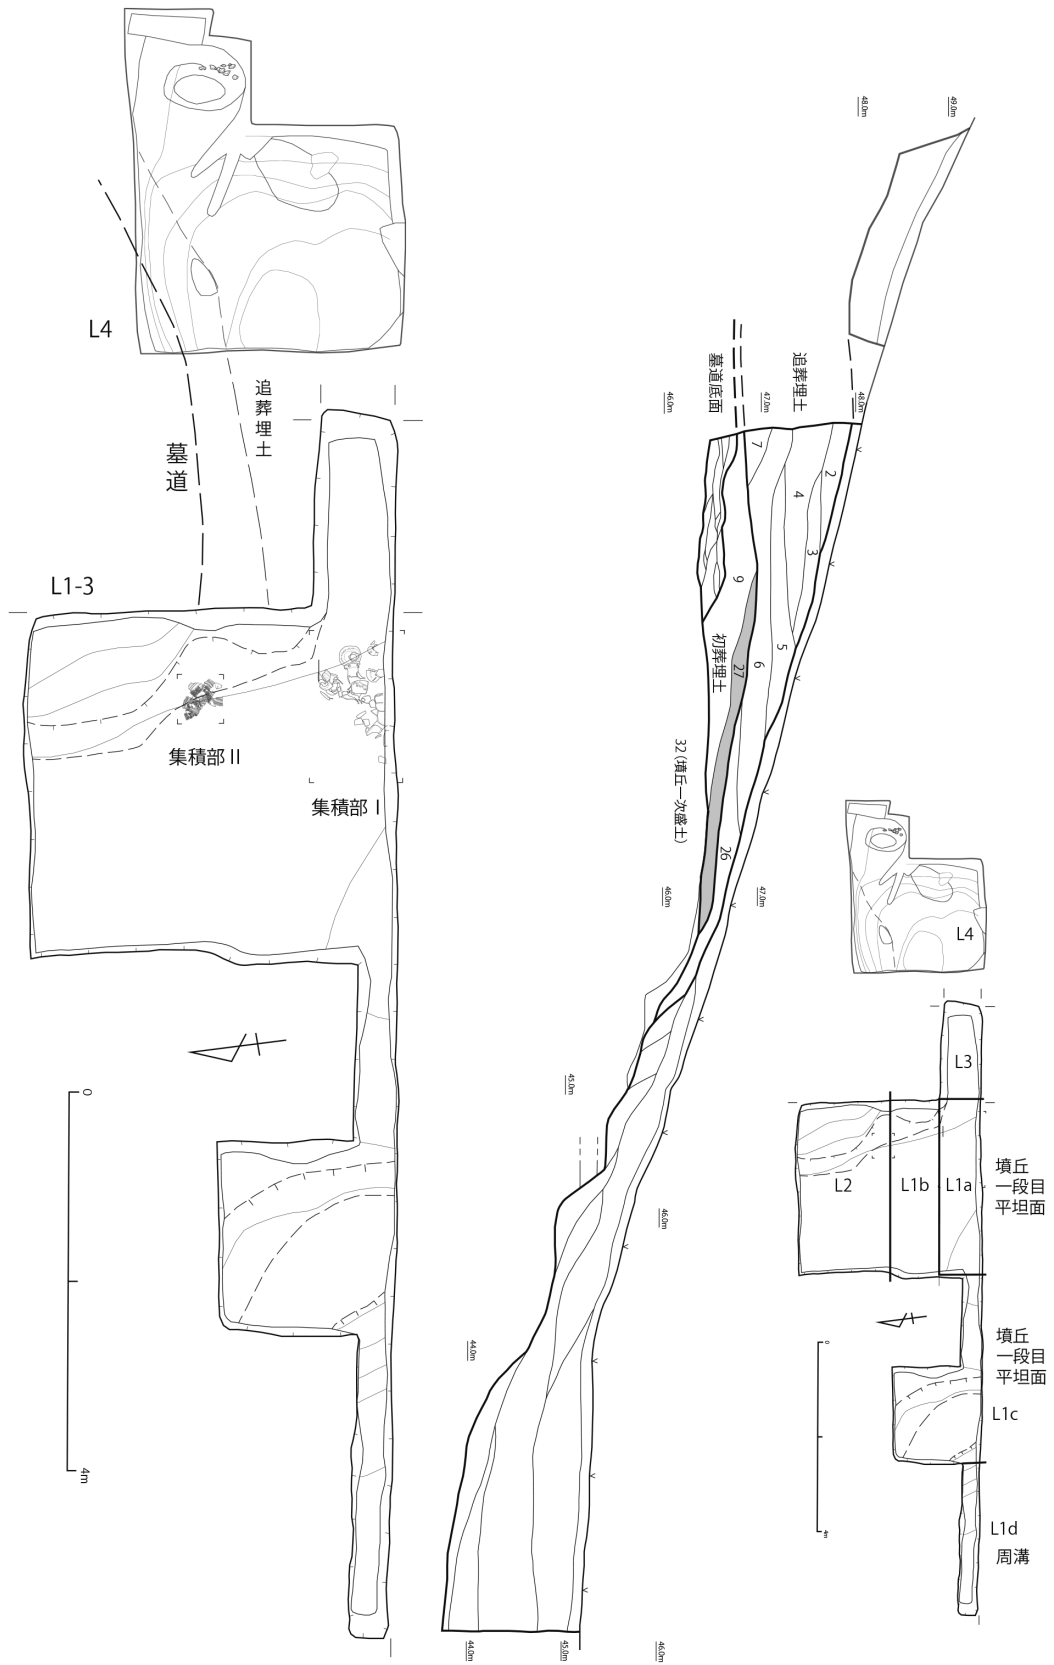 L4
追葬埋土
墓道
L1-3
集積部Ⅱ
集積部Ⅰ
0
4m
48.0m
49.0m
墓道底面
追葬埋土
46.0m
47.0m
48.0m
7
2
4
3
9
初葬埋土
27
6
5
32（墳丘一次盛土）
26
46.0m
47.0m
45.0m
46.0m
44.0m
44.0m
45.0m
46.0m
L4
L3
L2
L1b
L1a
墳丘
一段目
平坦面
墳丘
一段目
平坦面
L1c
L1d
周溝
0
4m